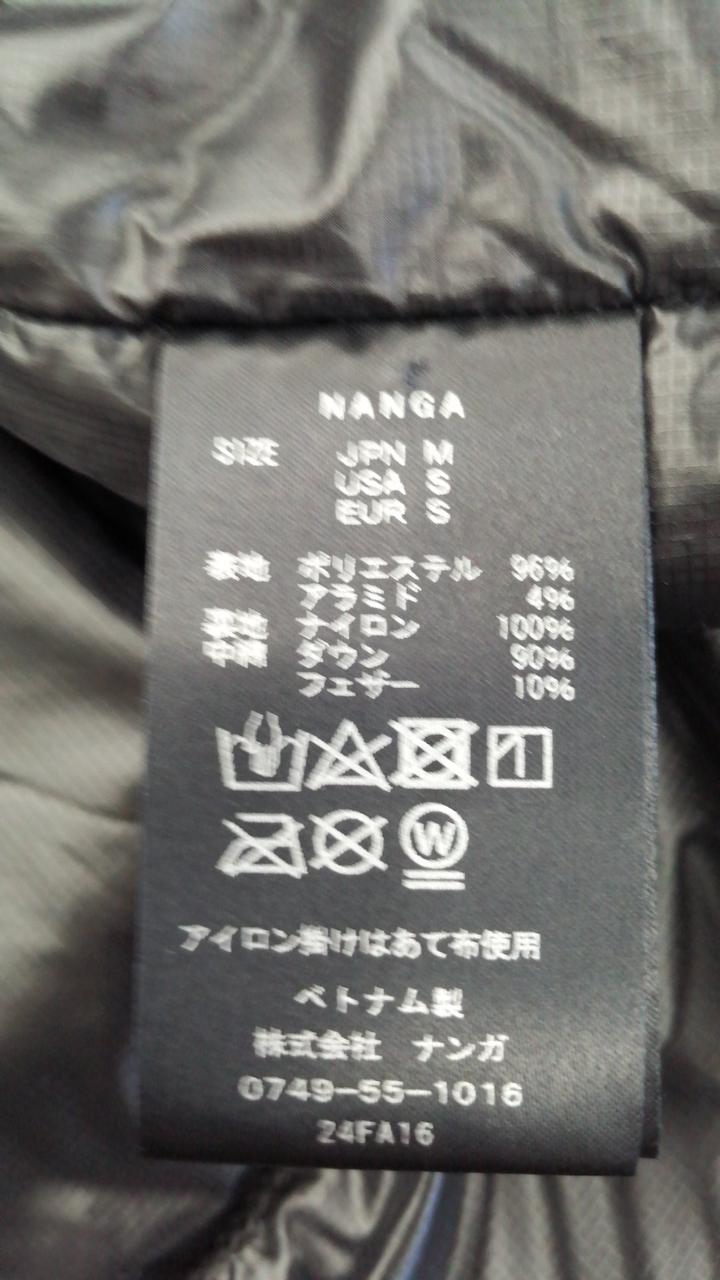 NANGA
SIZE JPN M
USA S
EUR S
表地 ポリエステル 96%
アラミド 4%
裏地 ナイロン 100%
中綿 ダウン 90%
フェザー 10%
W
アイロン掛けはあて布使用
ベトナム製
株式会社 ナンガ
0749-55-1016
24FA16